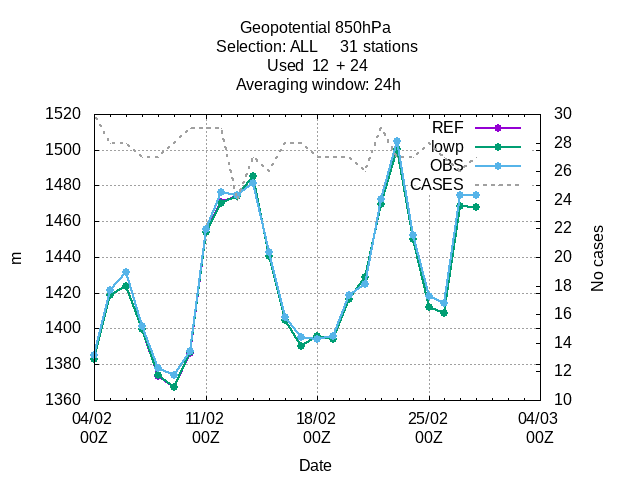 Geopotential 850hPa
Selection: ALL     31 stations
Used  12  + 24
Averaging window: 24h
1520
1500
1480
1460
1440
1420
1400
1380
1360
m
30
28
26
24
22
20
18
16
14
12
10
No cases
REF
lowp
OBS
CASES
04/02
00Z
11/02
00Z
18/02
00Z
25/02
00Z
04/03
00Z
Date